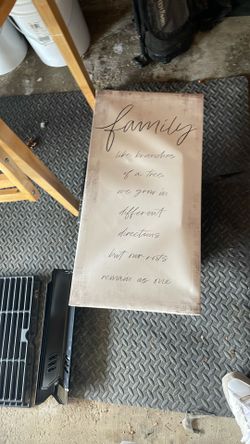 family
like branches
of a tree
we grow in
different
directions
but our roots
remain as one